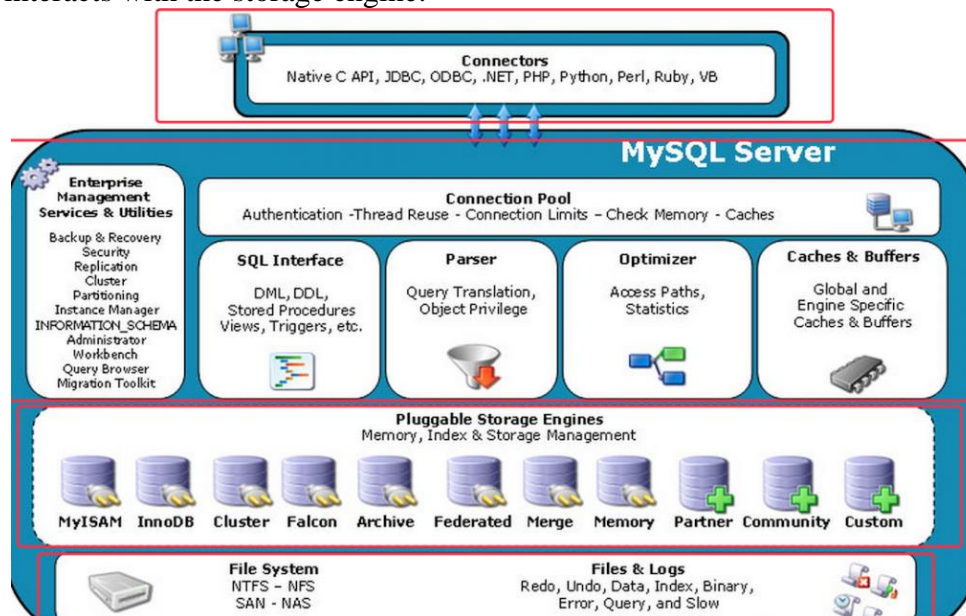 interacts with the storage engine.
Connectors
Native C API, JDBC, ODBC, .NET, PHP, Python, Perl, Ruby, VB
MySQL Server
Enterprise
Management
Services & Utilities
Backup & Recovery
Security
Replication
Cluster
Partitioning
Instance Manager
INFORMATION_SCHEMA
Administrator
Workbench
Query Browser
Migration Toolkit
Connection Pool
Authentication -Thread Reuse - Connection Limits – Check Memory - Caches
SQL Interface
DML, DDL,
Stored Procedures
Views, Triggers, etc.
Parser
Query Translation,
Object Privilege
Optimizer
Access Paths,
Statistics
Caches & Buffers
Global and
Engine Specific
Caches & Buffers
Pluggable Storage Engines
Memory, Index & Storage Management
MyISAM InnoDB Cluster Falcon Archive Federated Merge Memory Partner Community Custom
File System
NTFS – NFS
SAN - NAS
Files & Logs
Redo, Undo, Data, Index, Binary,
Error, Query, and Slow